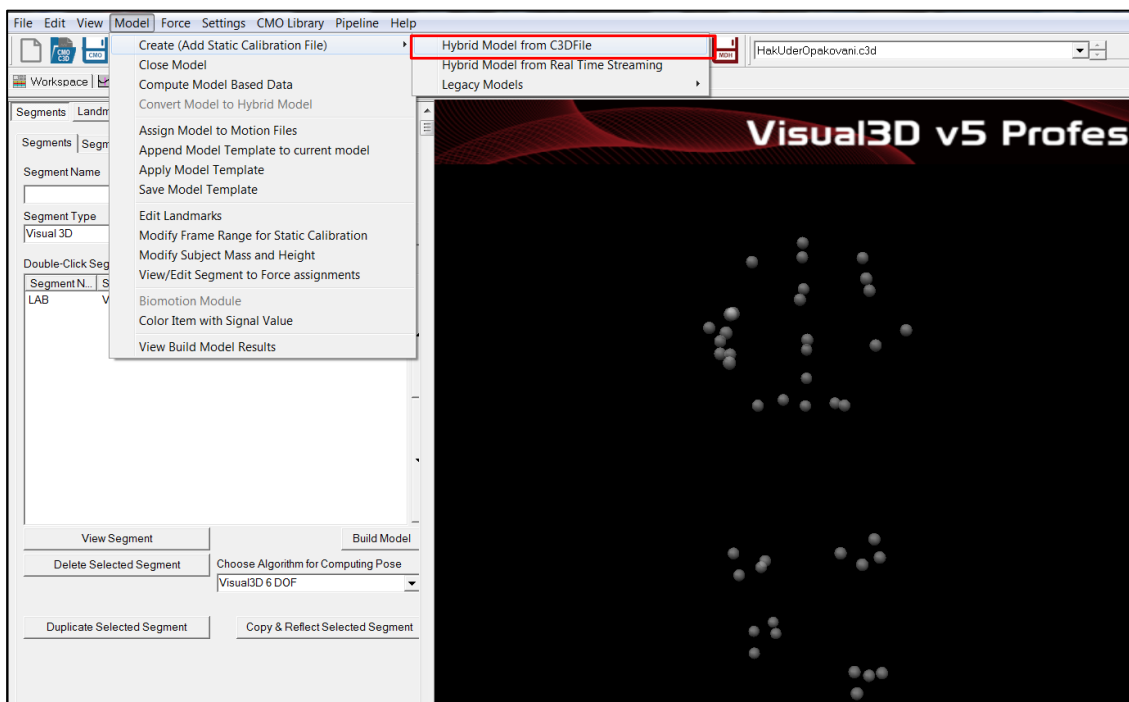 File Edit View Model Force Settings CMO Library Pipeline Help
CMO C3D
CMO
MDH
HakUderOpakovani.c3d
Workspace
Create (Add Static Calibration File)
Close Model
Compute Model Based Data
Convert Model to Hybrid Model
Assign Model to Motion Files
Append Model Template to current model
Apply Model Template
Save Model Template
Edit Landmarks
Modify Frame Range for Static Calibration
Modify Subject Mass and Height
View/Edit Segment to Force assignments
Biomotion Module
Color Item with Signal Value
View Build Model Results
Hybrid Model from C3DFile
Hybrid Model from Real Time Streaming
Legacy Models
Segments Landm
Segments Segm
Segment Name
Segment Type
Visual 3D
Double-Click Seg
Segment N... S
LAB V
View Segment
Build Model
Delete Selected Segment
Choose Algorithm for Computing Pose
Visual3D 6 DOF
Duplicate Selected Segment
Copy & Reflect Selected Segment
Visual3D v5 Profes